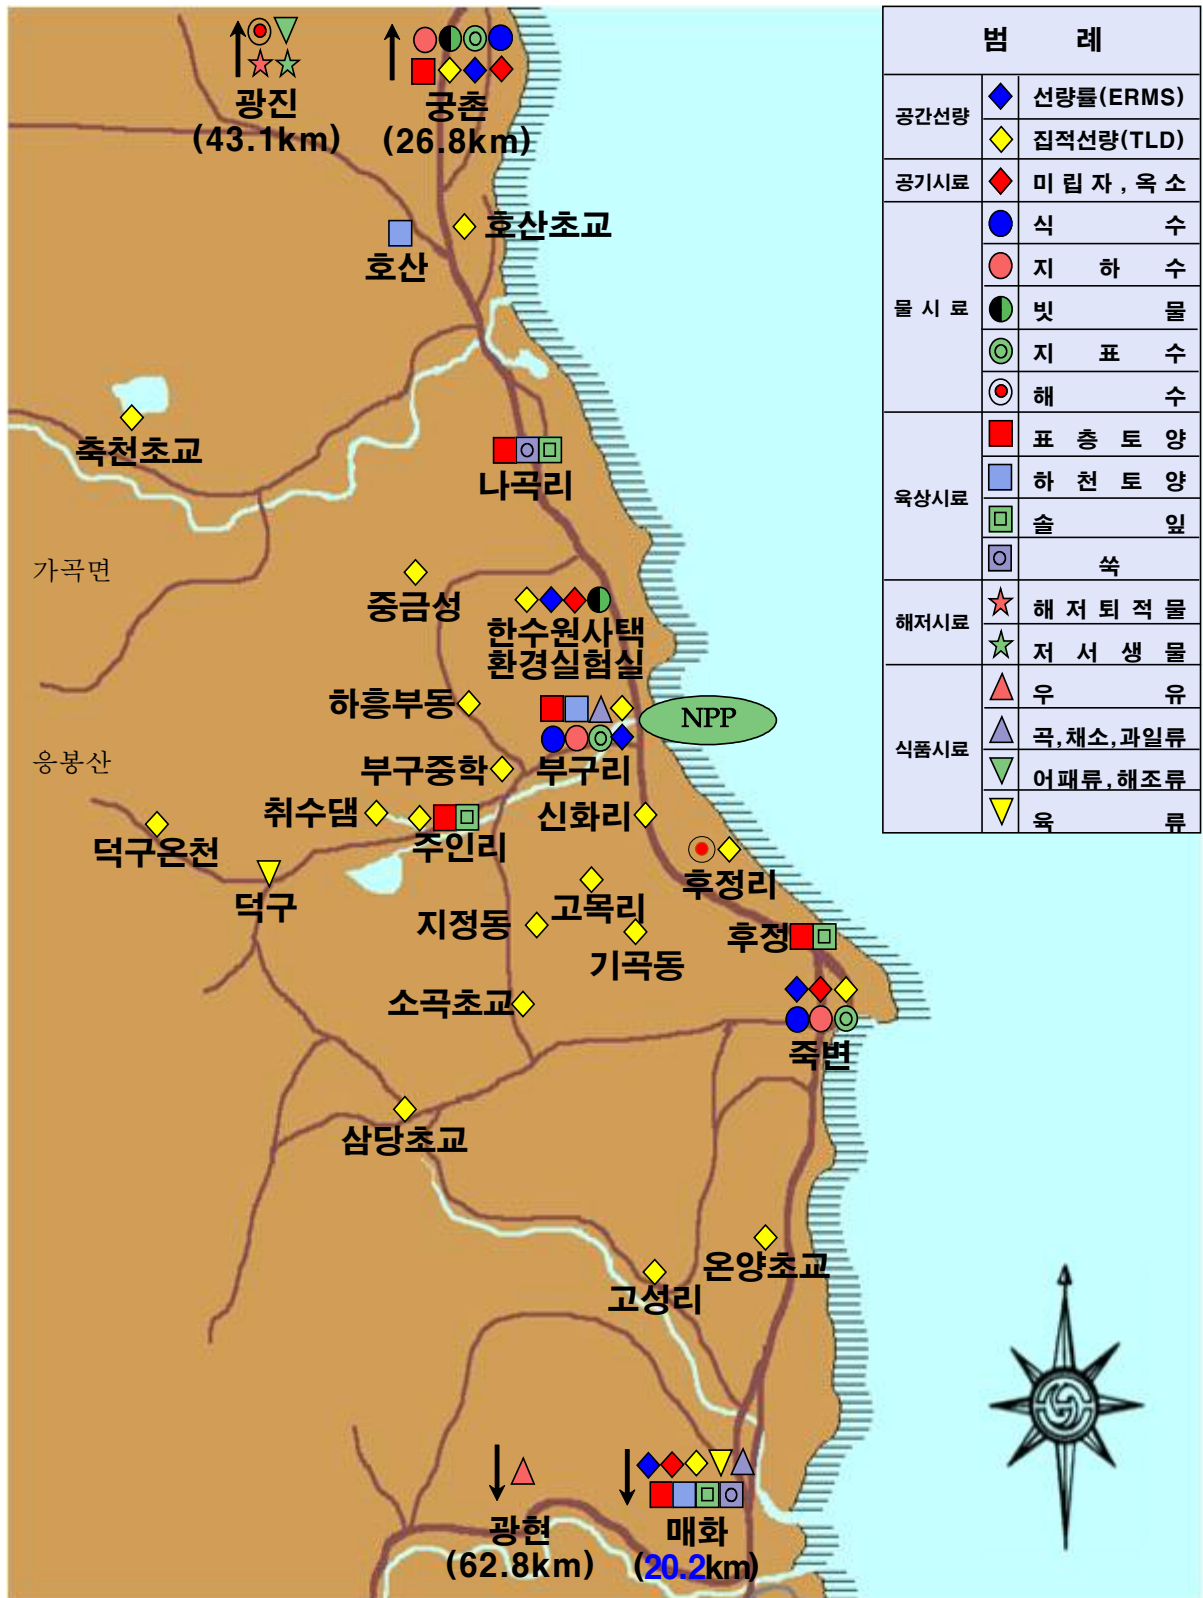 범 례
공간선량
선량률(ERMS)
집적선량(TLD)
공기시료
미 립 자 , 옥 소
물 시 료
식 수
지 하 수
빗 물
지 표 수
해 수
육상시료
표 층 토 양
하 천 토 양
솔 잎
쑥
해저시료
해 저 퇴 적 물
저 서 생 물
식품시료
우 유
곡,채소,과일류
어패류,해조류
육 류
광진
(43.1km)
궁촌
(26.8km)
호산초교
호산
축천초교
나곡리
가곡면
중금성
한수원사택
환경실험실
하흥부동
NPP
응봉산
부구중학
부구리
취수댐
주인리
신화리
덕구온천
덕구
후정리
고목리
지정동
후정
기곡동
소곡초교
죽변
삼당초교
온양초교
고성리
광현
(62.8km)
매화
(20.2km)